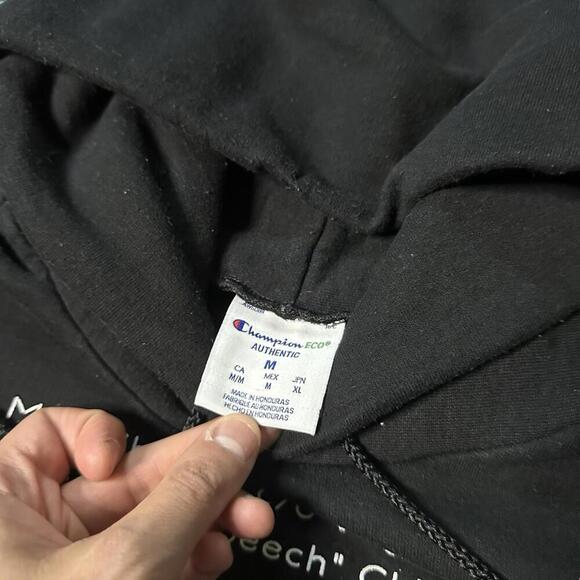 Champion ECO®
AUTHENTIC
M
CA MEX JPN
M/M M XL
MADE IN HONDURAS
FABRIQUÉ AU HONDURAS
HECHO EN HONDURAS
M
eech" C